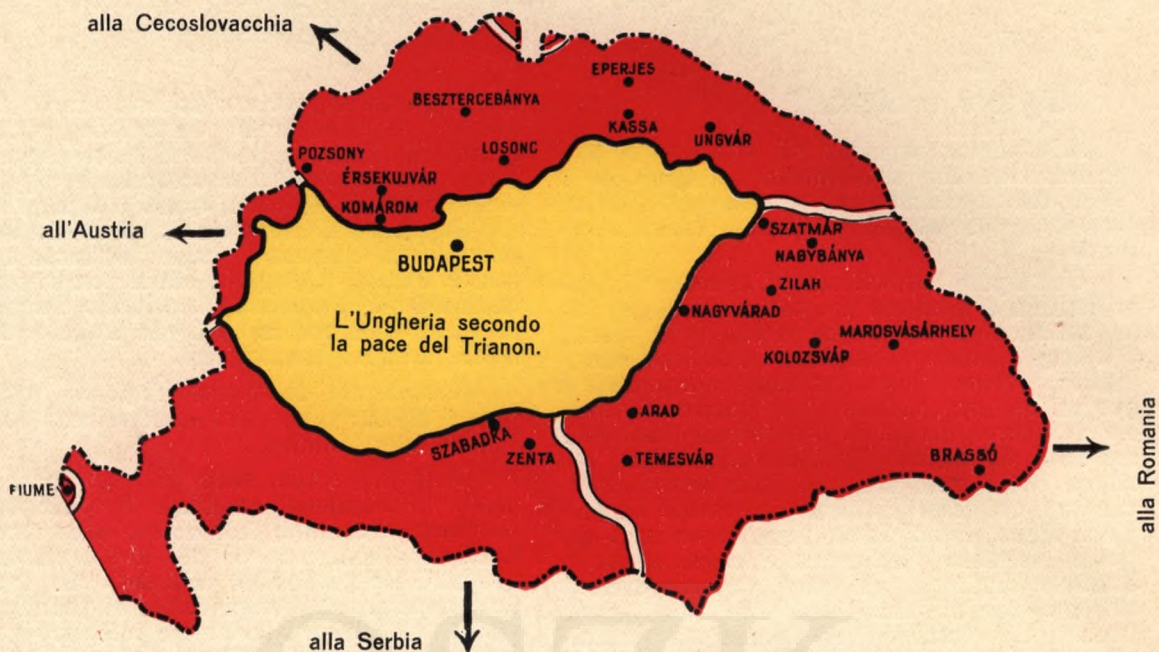 alla Cecoslovacchia
EPERJES
BESZTERCEBÁNYA
KASSA
UNGVÁR
LOSONC
POZSONY
ÉRSEKUJVÁR
KOMÁROM
all'Austria
SZATMÁR
BUDAPEST
NAGYBÁNYA
ZILAH
NAGYVÁRAD
L'Ungheria secondo
la pace del Trianon.
MAROSVÁSÁRHELY
KOLOZSVÁR
ARAD
SZABADKA
ZENTA
TEMESVÁR
BRASSÓ
alla Romania
FIUME
alla Serbia
OSZK